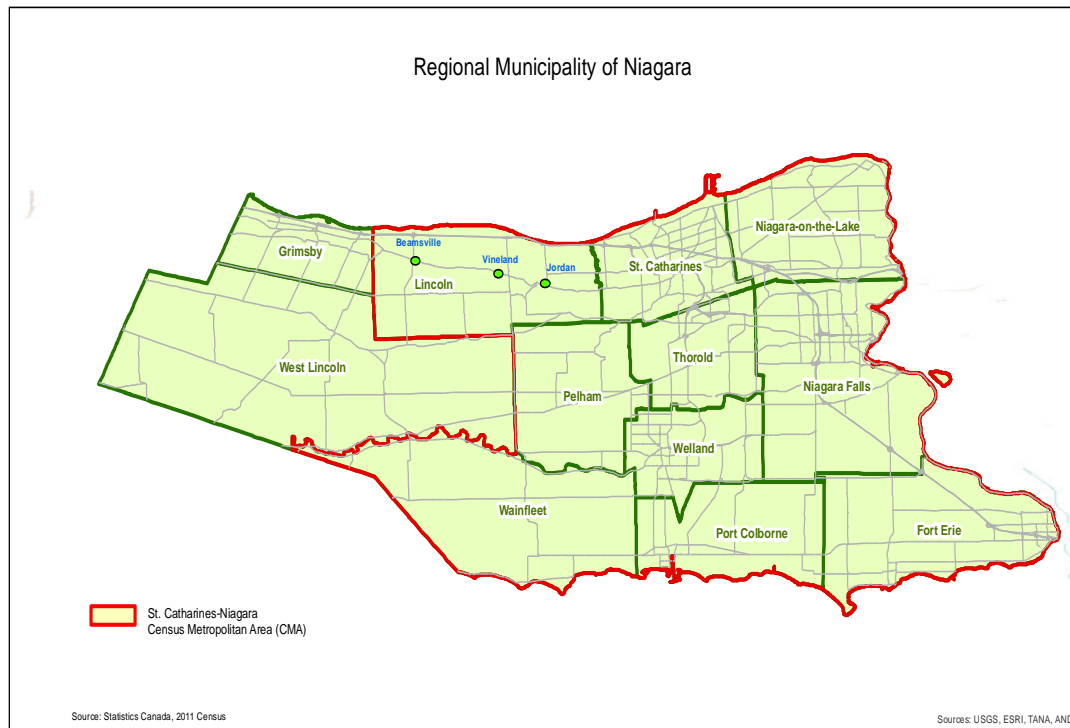 Regional Municipality of Niagara
Niagara-on-the-Lake
Beamsville
Grimsby
Vineland
St. Catharines
Jordan
Lincoln
Thorold
West Lincoln
Niagara Falls
Pelham
Welland
Wainfleet
Port Colborne
Fort Erie
St. Catharines-Niagara
Census Metropolitan Area (CMA)
Source: Statistics Canada, 2011 Census
Sources: USGS, ESRI, TANA, AND